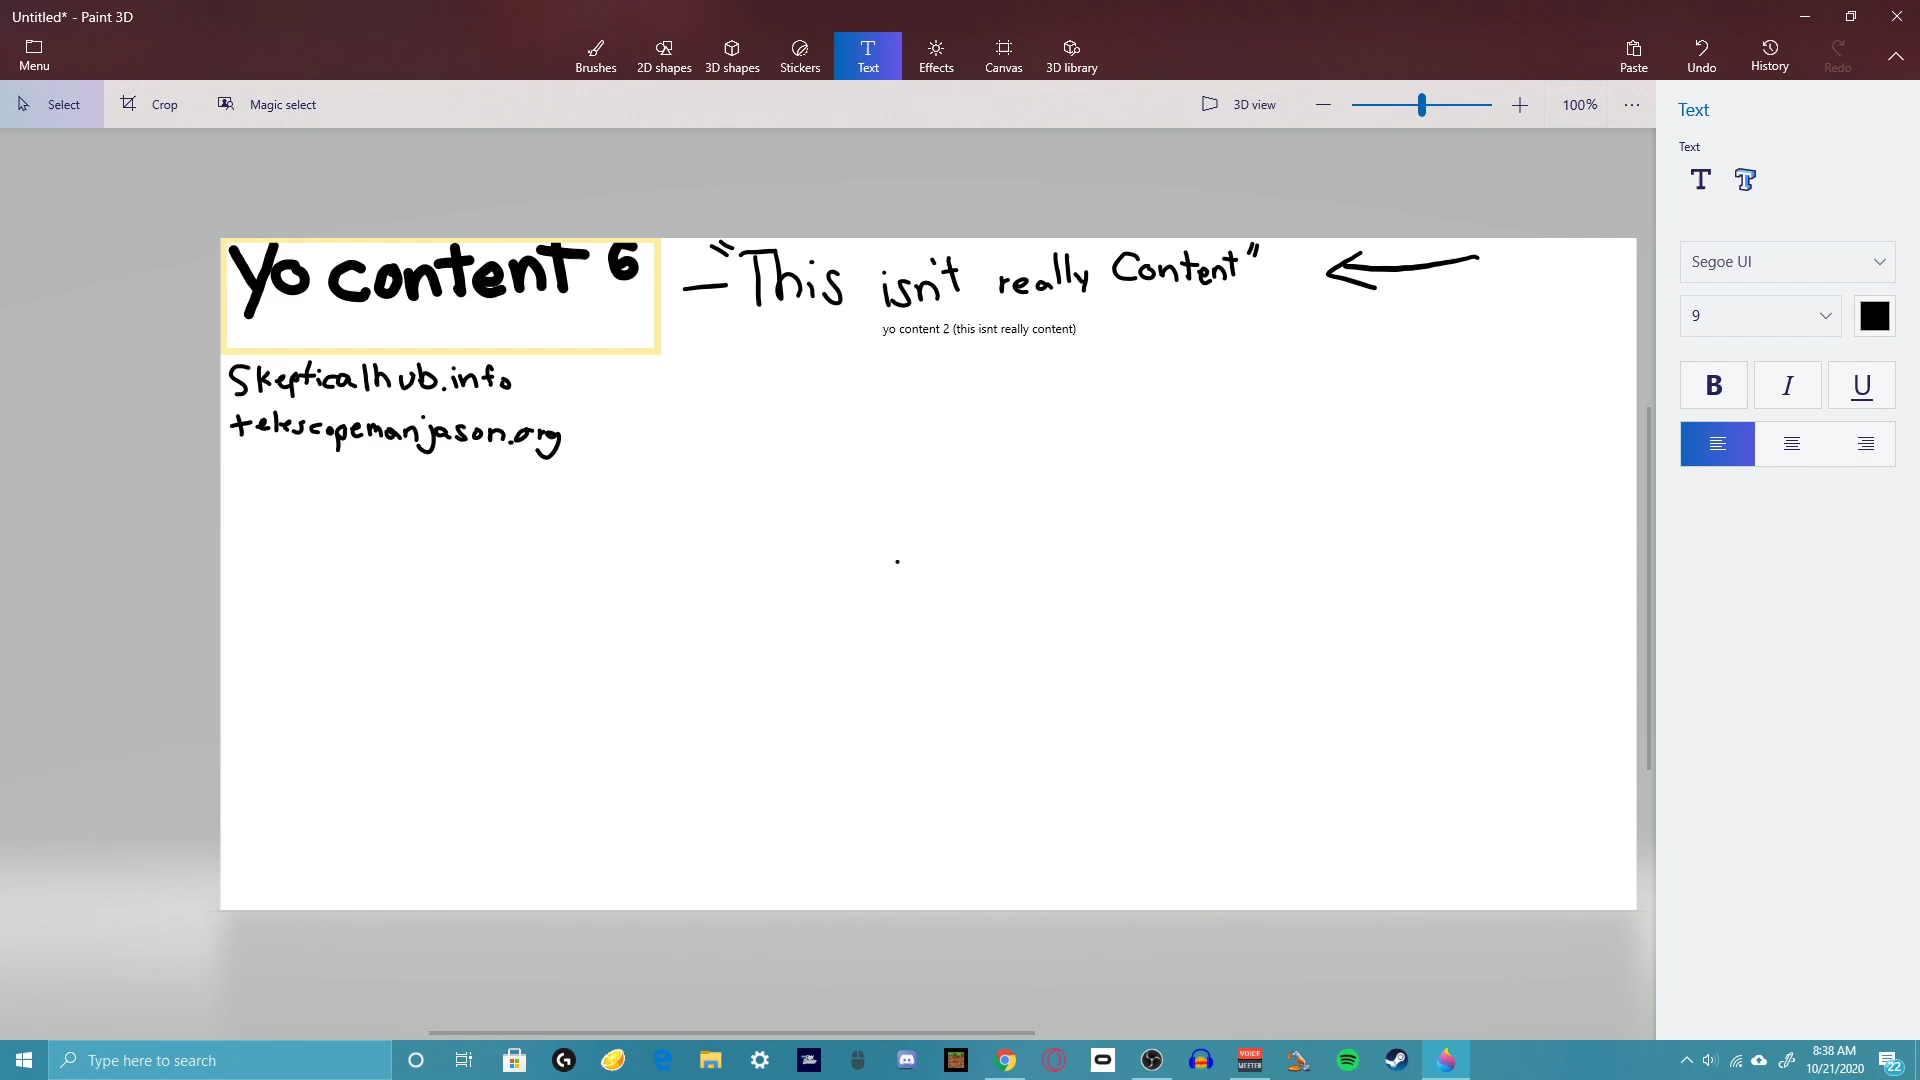 Untitled* - Paint 3D
Menu
Brushes
2D shapes
3D shapes
Stickers
Text
Effects
Canvas
3D library
Paste
Undo
History
Redo
Select
Crop
Magic select
3D view
100%
Text
Text
Segoe UI
9
B I U
Yo content 6
— "This isn't really Content"
yo content 2 (this isnt really content)
Skepticalhub.info
telescopemanjason.org
Type here to search
VOICE
MEETER
8:38 AM
10/21/2020
22